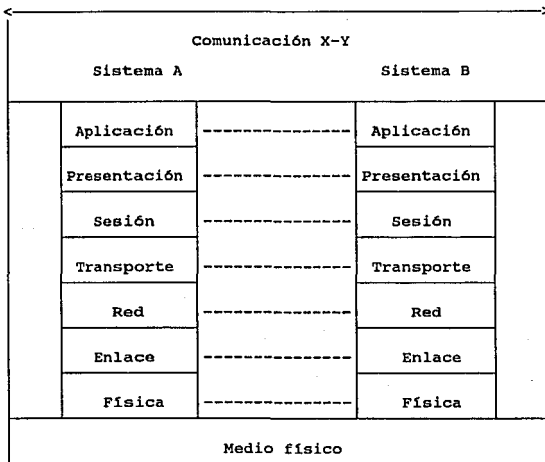 Comunicación X-Y
Sistema A Sistema B
Aplicación Aplicación
Presentación Presentación
Sesión Sesión
Transporte Transporte
Red Red
Enlace Enlace
Física Física
Medio físico